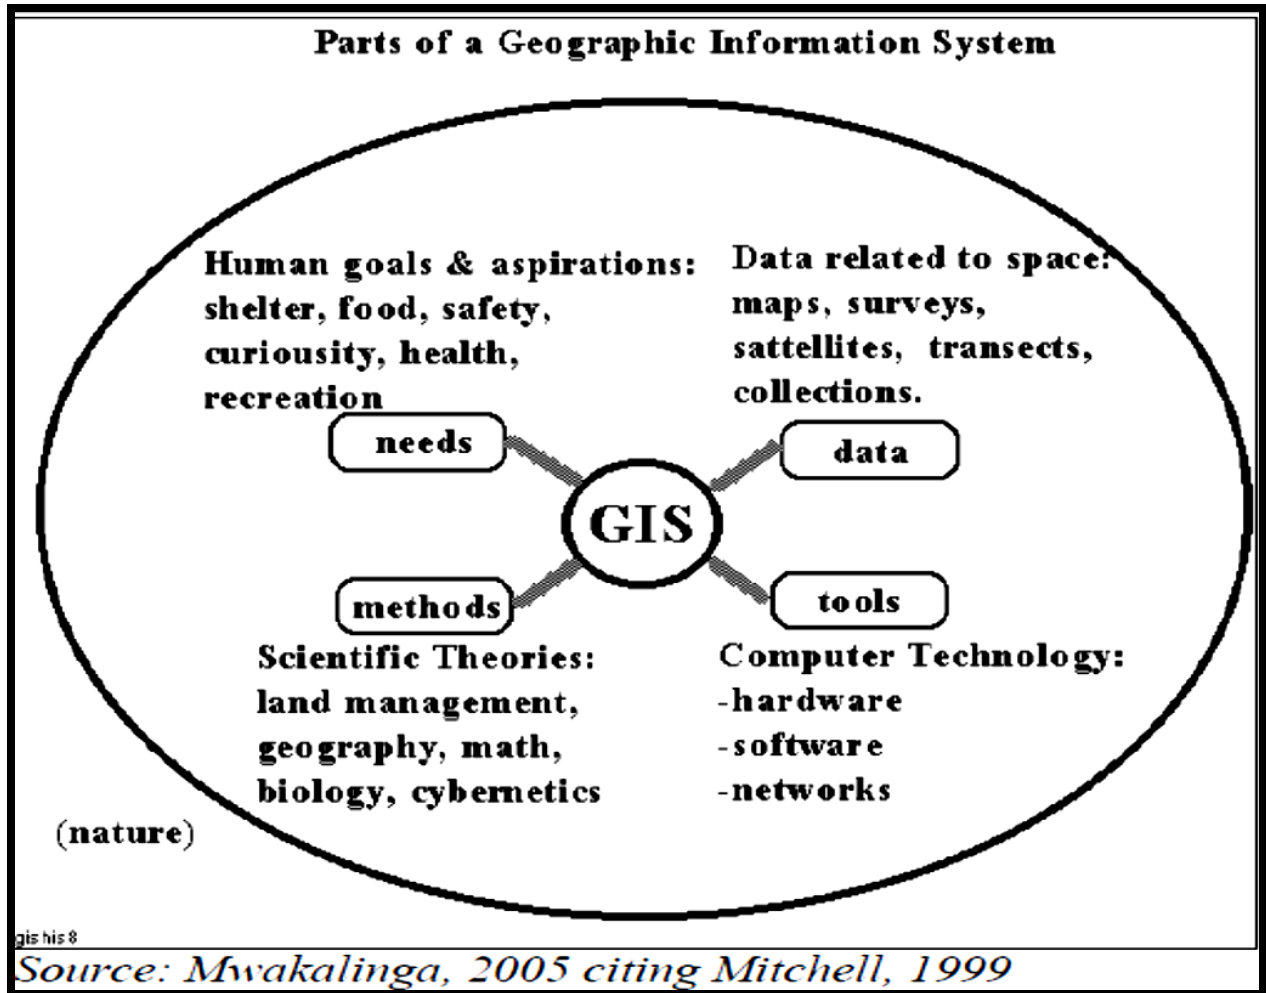 Parts of a Geographic Information System
Human goals & aspirations:
shelter, food, safety,
curiousity, health,
recreation
Data related to space:
maps, surveys,
sattellites, transects,
collections.
needs
data
GIS
methods
tools
Scientific Theories:
land management,
geography, math,
biology, cybernetics
Computer Technology:
-hardware
-software
-networks
(nature)
gis his 8
Source: Mwakalinga, 2005 citing Mitchell, 1999